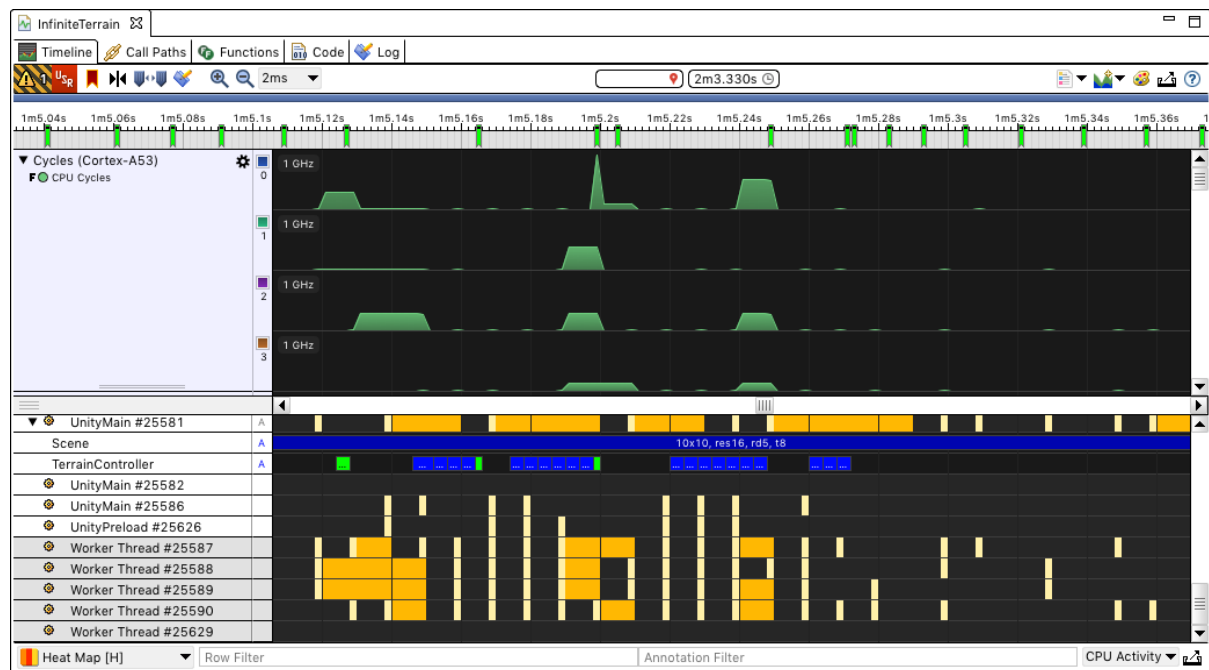 InfiniteTerrain
Timeline Call Paths Functions Code Log
1 USR 2ms 2m3.330s
1m5.04s 1m5.06s 1m5.08s 1m5.1s 1m5.12s 1m5.14s 1m5.16s 1m5.18s 1m5.2s 1m5.22s 1m5.24s 1m5.26s 1m5.28s 1m5.3s 1m5.32s 1m5.34s 1m5.36s 1
Cycles (Cortex-A53)
F CPU Cycles
0 1 GHz
1 1 GHz
2 1 GHz
3 1 GHz
UnityMain #25581 A
Scene A 10x10, res16, rd5, t8
TerrainController A ... ... ... ... ... ... ... ... ... ... ... ... ... ... ... ... ... ... ...
UnityMain #25582
UnityMain #25586
UnityPreload #25626
Worker Thread #25587
Worker Thread #25588
Worker Thread #25589
Worker Thread #25590
Worker Thread #25629
Heat Map [H] Row Filter Annotation Filter CPU Activity